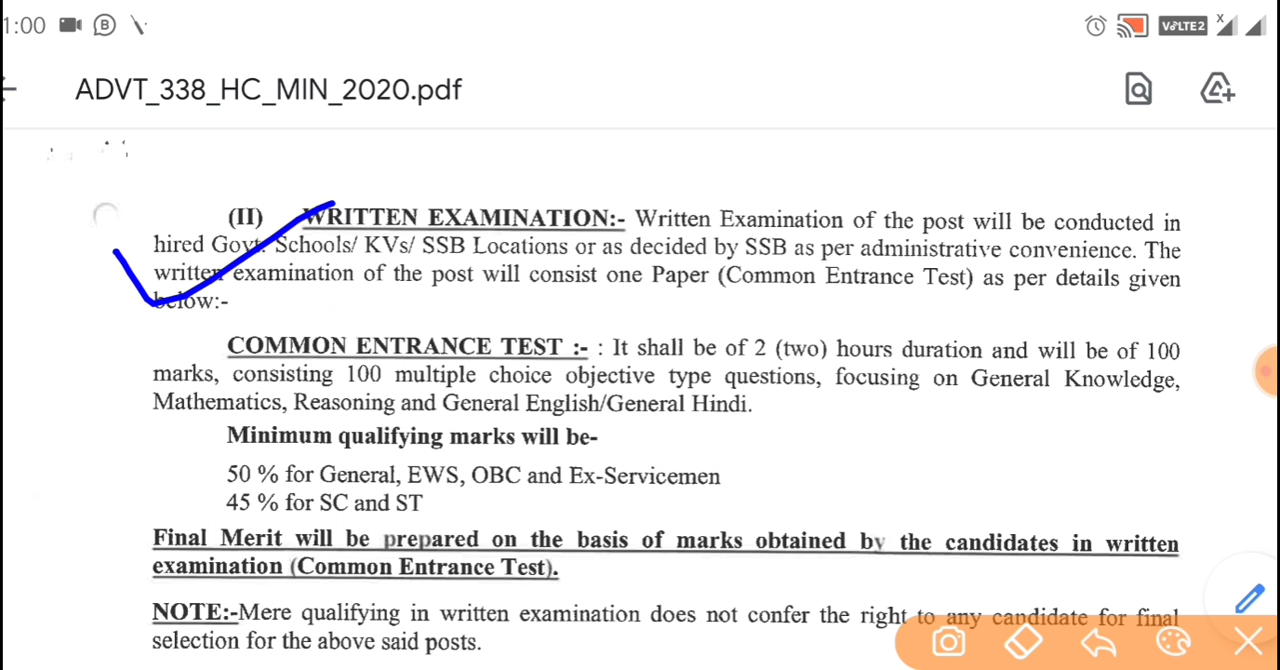 1:00
VoLTE2 X
ADVT_338_HC_MIN_2020.pdf
(II) WRITTEN EXAMINATION:- Written Examination of the post will be conducted in
hired Govt. Schools/ KVs/ SSB Locations or as decided by SSB as per administrative convenience. The
written examination of the post will consist one Paper (Common Entrance Test) as per details given
below:-
COMMON ENTRANCE TEST :- : It shall be of 2 (two) hours duration and will be of 100
marks, consisting 100 multiple choice objective type questions, focusing on General Knowledge,
Mathematics, Reasoning and General English/General Hindi.
Minimum qualifying marks will be-
50 % for General, EWS, OBC and Ex-Servicemen
45 % for SC and ST
Final Merit will be prepared on the basis of marks obtained by the candidates in written
examination (Common Entrance Test).
NOTE:-Mere qualifying in written examination does not confer the right to any candidate for final
selection for the above said posts.